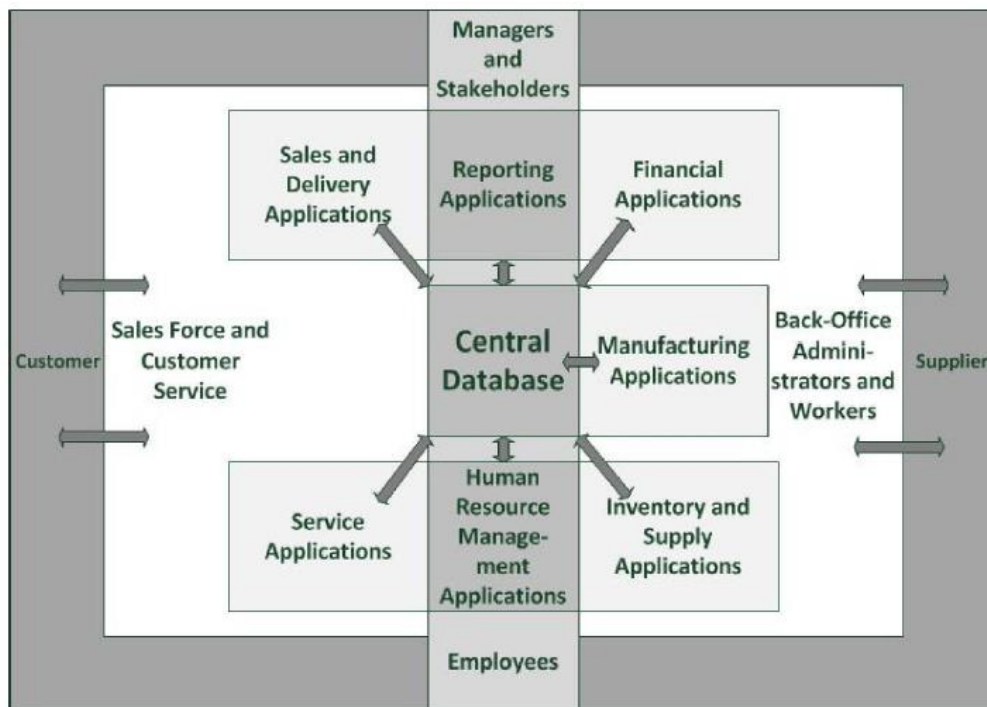 Managers
and
Stakeholders
Sales and
Delivery
Applications
Reporting
Applications
Financial
Applications
Customer
Sales Force and
Customer
Service
Central
Database
Manufacturing
Applications
Back-Office
Admini-
strators and
Workers
Supplier
Service
Applications
Human
Resource
Manage-
ment
Applications
Inventory and
Supply
Applications
Employees